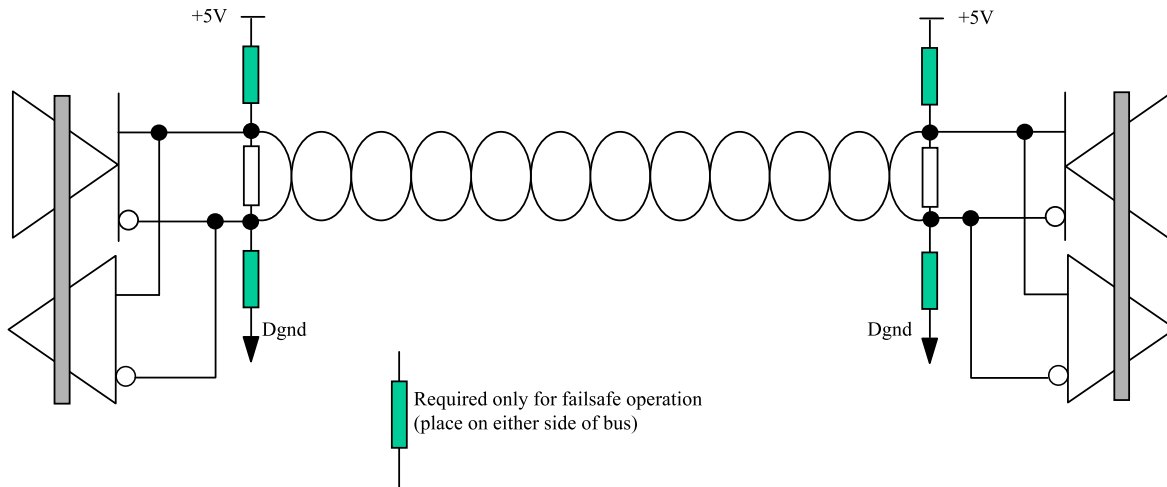 +5V
+5V
Dgnd
Dgnd
Required only for failsafe operation
(place on either side of bus)